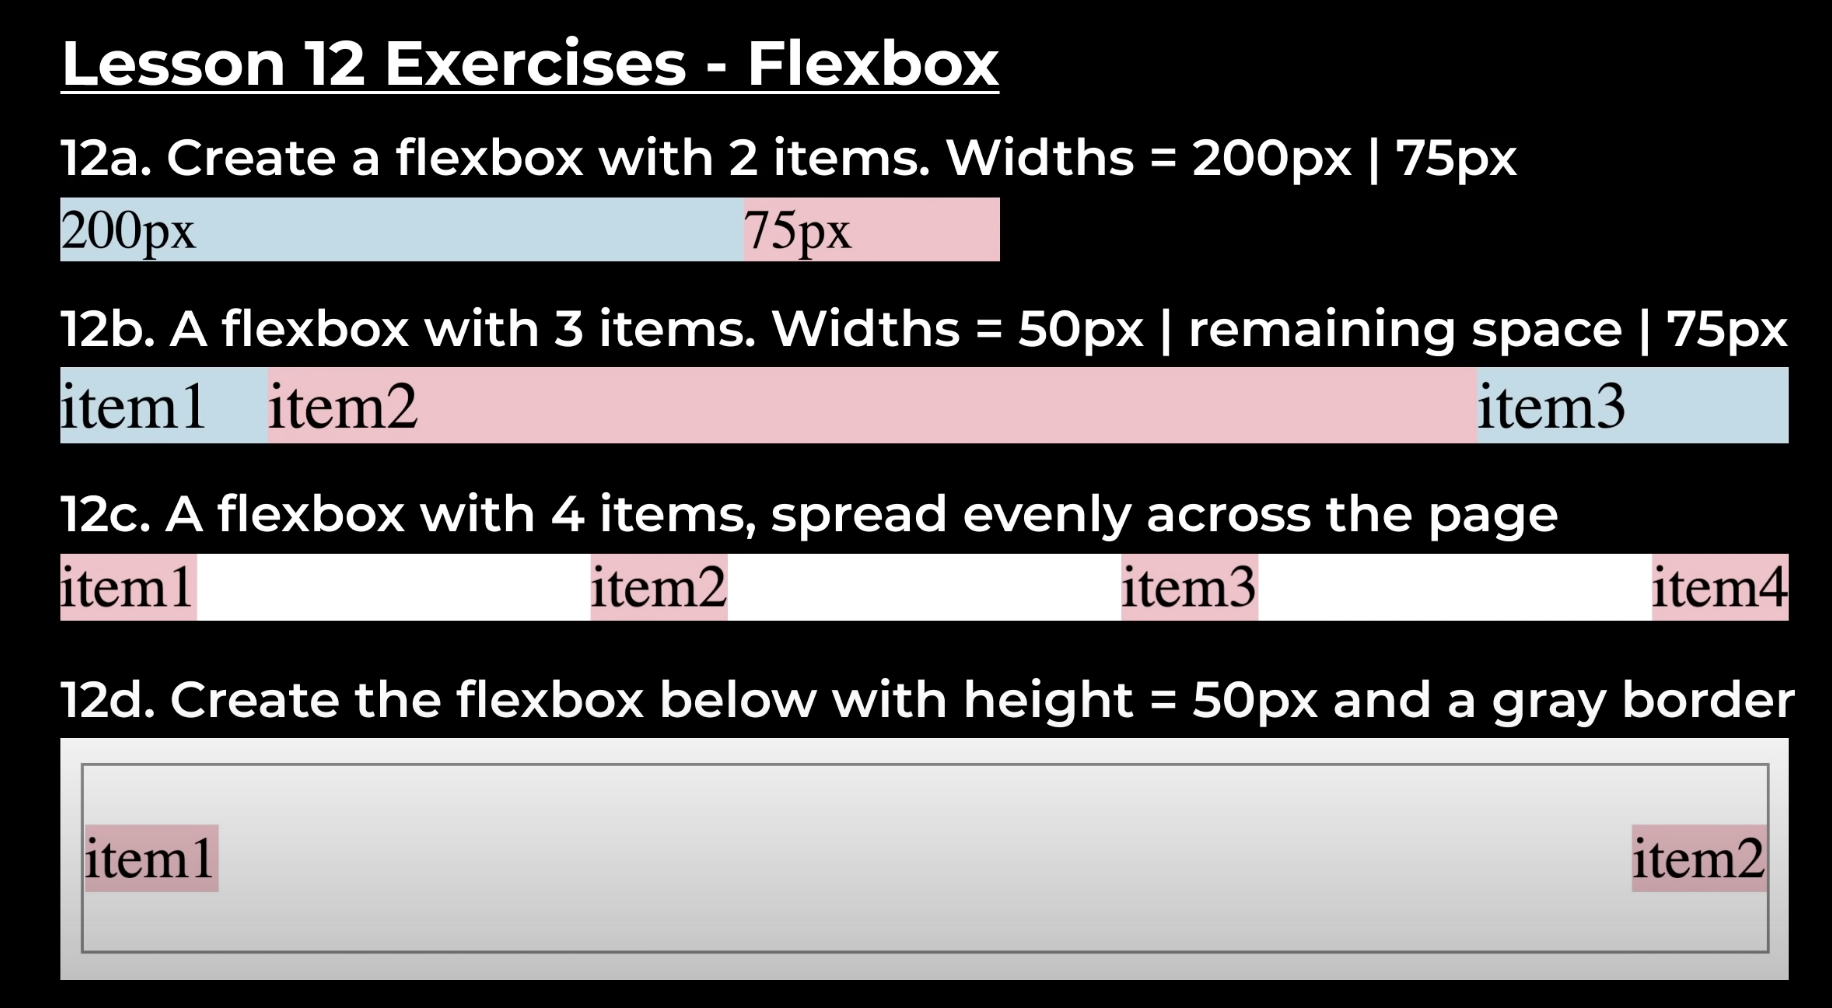 Lesson 12 Exercises - Flexbox
12a. Create a flexbox with 2 items. Widths = 200px | 75px
200px 75px
12b. A flexbox with 3 items. Widths = 50px | remaining space | 75px
item1 item2 item3
12c. A flexbox with 4 items, spread evenly across the page
item1 item2 item3 item4
12d. Create the flexbox below with height = 50px and a gray border
item1 item2